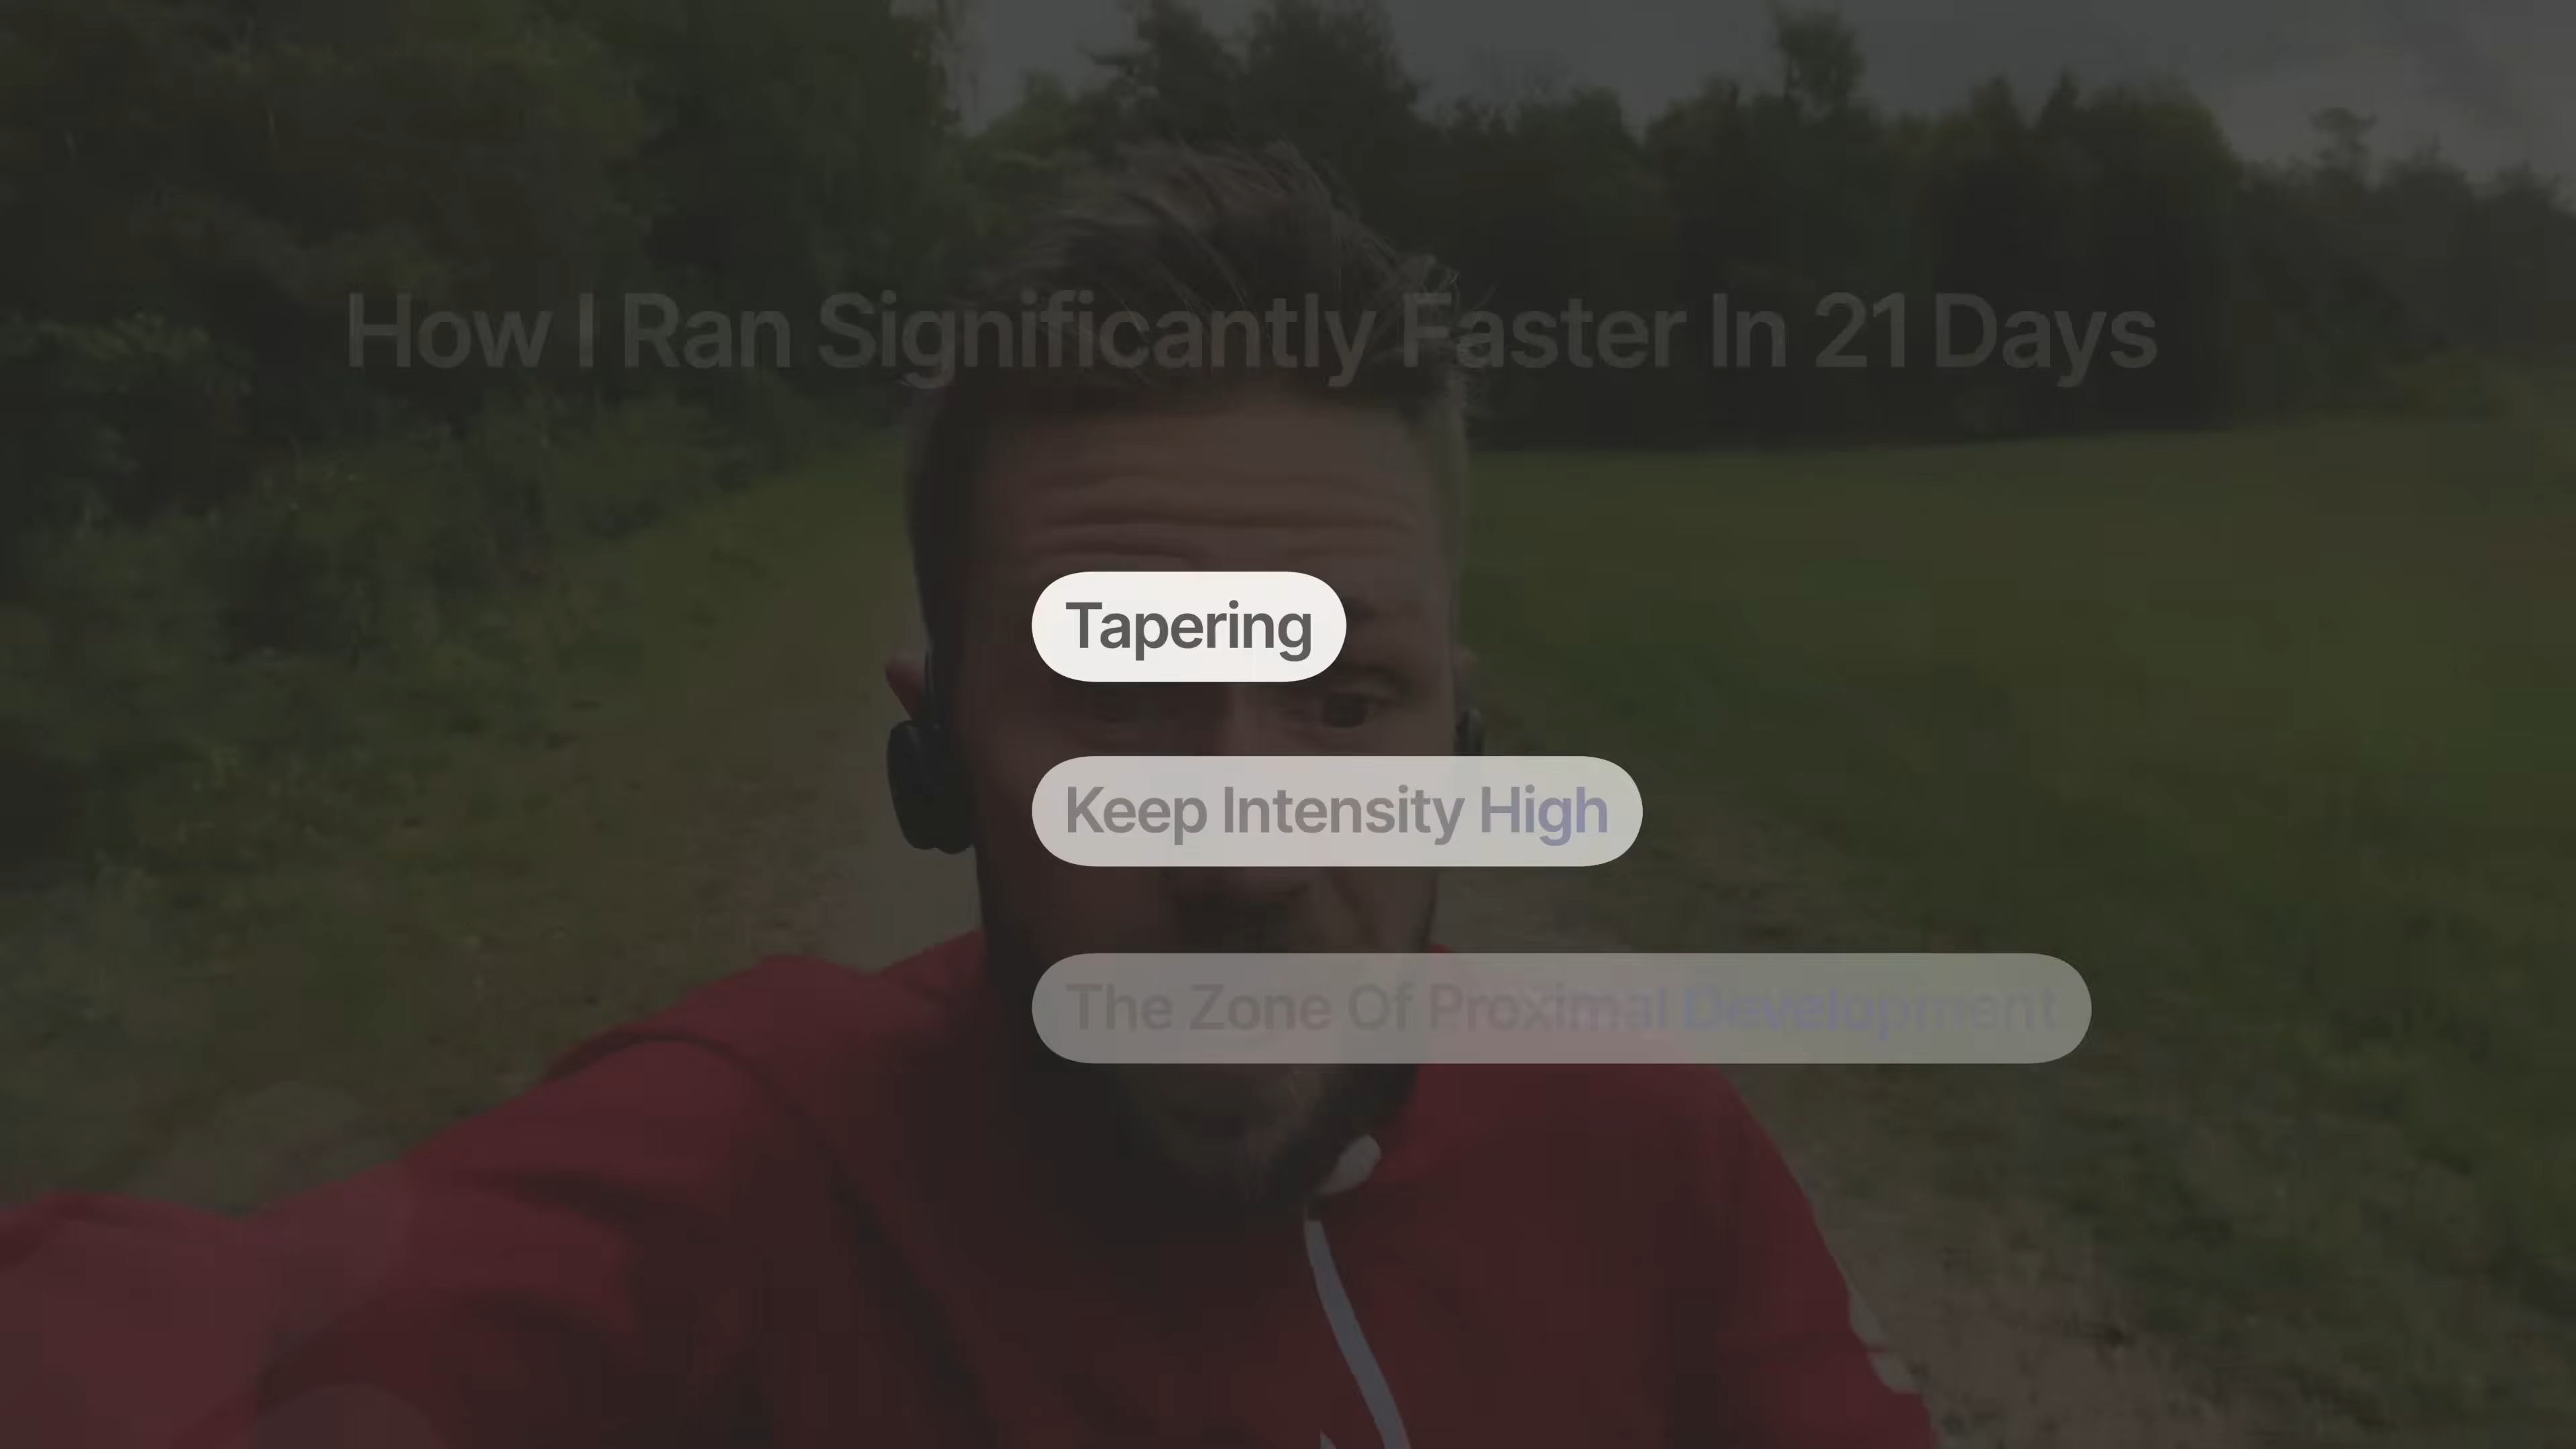 How I Ran Significantly Faster In 21 Days
Tapering
Keep Intensity High
The Zone Of Proximal Development